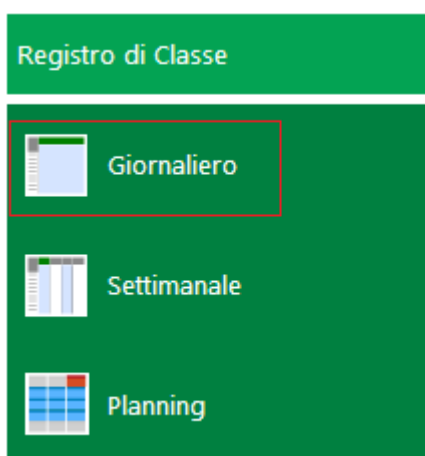 Registro di Classe
Giornaliero
Settimanale
Planning